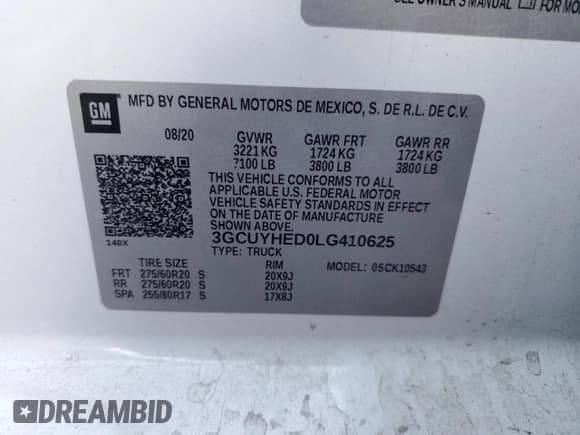 SEE OWNER'S MANUAL FOR MO
GM
MFD BY GENERAL MOTORS DE MEXICO, S. DE R.L. DE C.V.
08/20 GVWR GAWR FRT GAWR RR
3221 KG 1724 KG 1724 KG
7100 LB 3800 LB 3800 LB
THIS VEHICLE CONFORMS TO ALL
APPLICABLE U.S. FEDERAL MOTOR
VEHICLE SAFETY STANDARDS IN EFFECT
ON THE DATE OF MANUFACTURE
SHOWN ABOVE.
3GCUYHED0LG410625
140X
TYPE: TRUCK
TIRE SIZE RIM MODEL: 05CK10543
FRT 275/60R20 S 20X9J
RR 275/60R20 S 20X9J
SPA 255/80R17 S 17X8J
DREAMBID